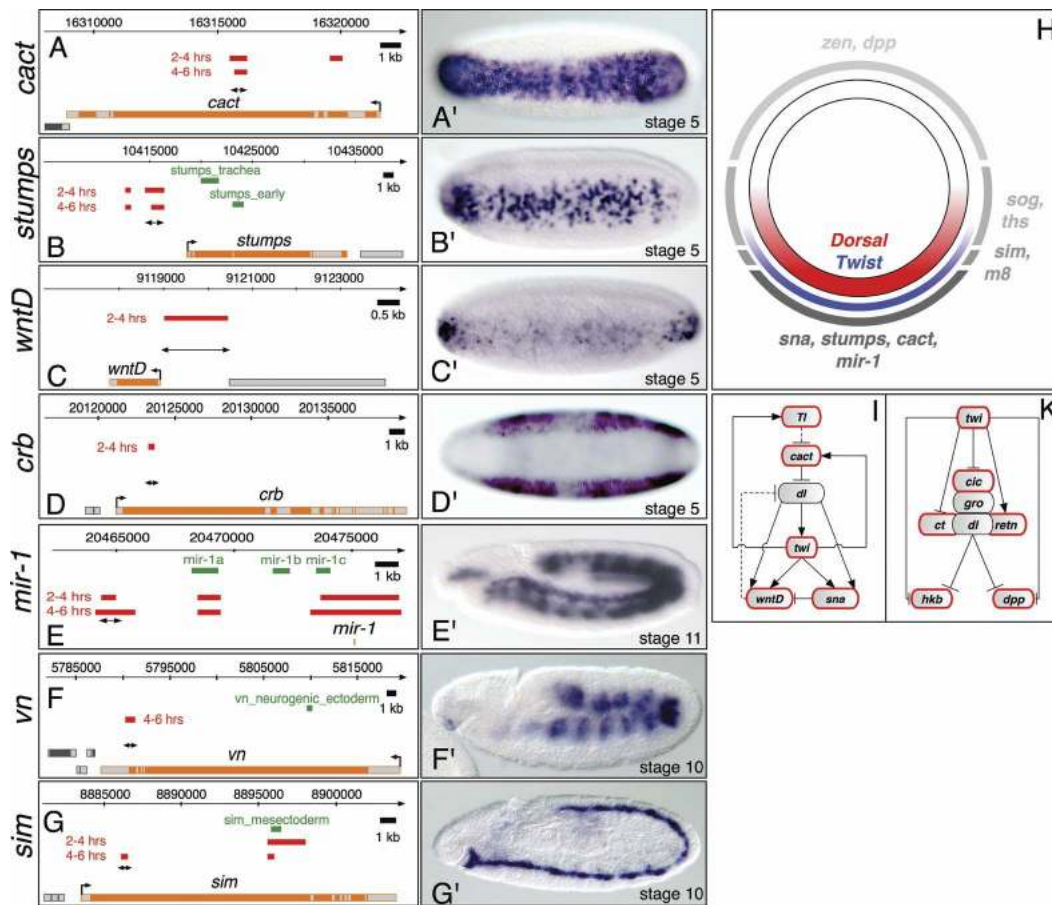 16310000 16315000 16320000
cact
A
2-4 hrs
4-6 hrs
1 kb
cact
A'
stage 5
10415000 10425000 10435000
stumps
stumps_trachea
2-4 hrs
4-6 hrs
stumps_early
1 kb
B
stumps
B'
stage 5
9119000 9121000 9123000
wntD
2-4 hrs
0.5 kb
C
wntD
C'
stage 5
20120000 20125000 20130000 20135000
crb
2-4 hrs
1 kb
D
crb
D'
stage 5
20465000 20470000 20475000
mir-1
mir-1a mir-1b mir-1c
1 kb
2-4 hrs
4-6 hrs
E
mir-1
E'
stage 11
5785000 5795000 5805000 5815000
vn
F
vn_neurogenic_ectoderm
1 kb
4-6 hrs
vn
F'
stage 10
8885000 8890000 8895000 8900000
sim
G
sim_mesectoderm
2-4 hrs
4-6 hrs
1 kb
sim
G'
stage 10
H
zen, dpp
sog,
ths
Dorsal
Twist
sim,
m8
sna, stumps, cact,
mir-1
I
Tl
cact
dl
twi
wntD sna
K
twi
cic
gro
ct dl retn
hkb dpp